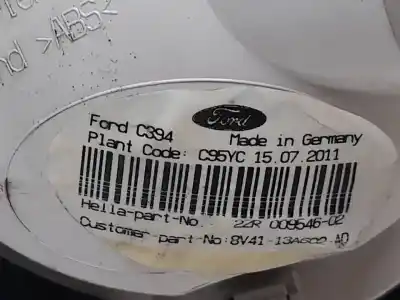 >ABS<
Ford
Ford C394
Made in Germany
Plant Code: C95YC 15.07.2011
Hella-part-No.: 2ZR 009546-02
Customer part-No:8V41-13A602 AD